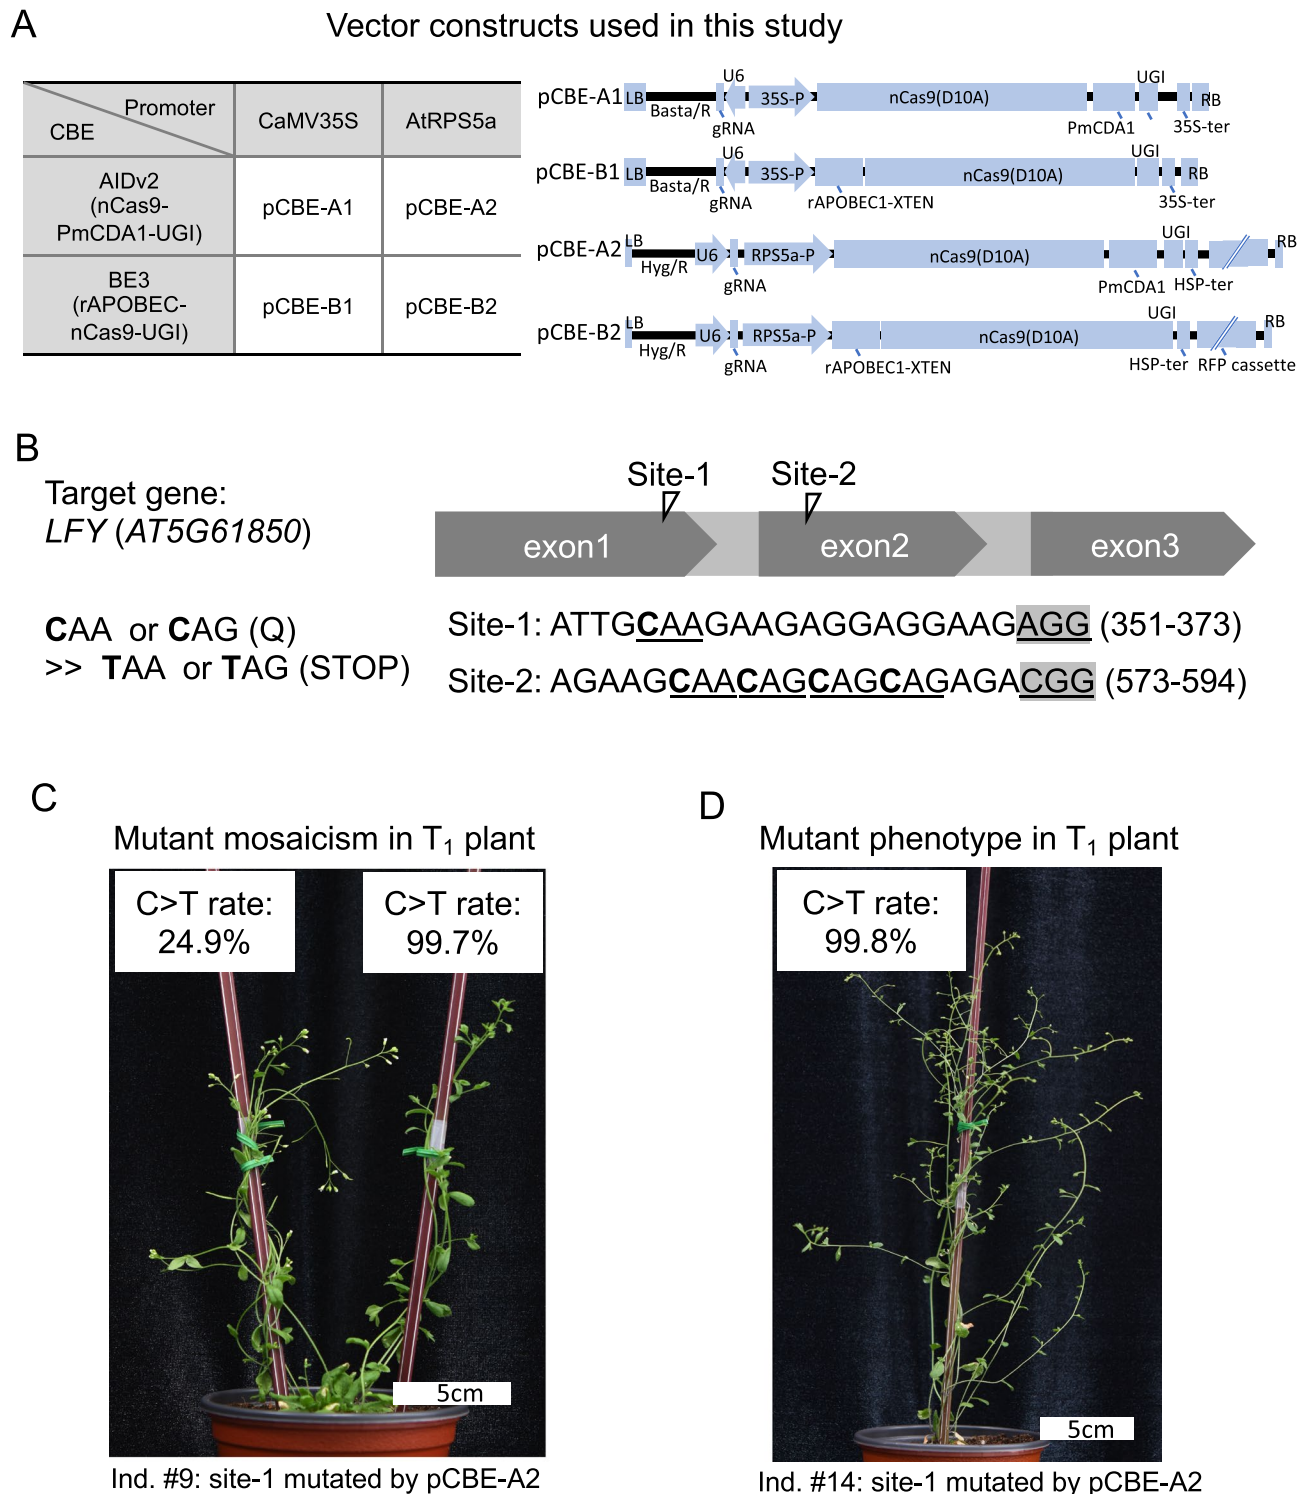 A
Vector constructs used in this study
Promoter
CBE
CaMV35S
AtRPS5a
AIDv2
(nCas9-
PmCDA1-UGI)
pCBE-A1
pCBE-A2
BE3
(rAPOBEC-
nCas9-UGI)
pCBE-B1
pCBE-B2
pCBE-A1
LB
Basta/R
U6
gRNA
35S-P
nCas9(D10A)
PmCDA1
UGI
35S-ter
RB
pCBE-B1
LB
Basta/R
U6
gRNA
35S-P
rAPOBEC1-XTEN
nCas9(D10A)
UGI
35S-ter
RB
pCBE-A2
LB
Hyg/R
U6
gRNA
RPS5a-P
nCas9(D10A)
PmCDA1
UGI
HSP-ter
RB
pCBE-B2
LB
Hyg/R
U6
gRNA
RPS5a-P
rAPOBEC1-XTEN
nCas9(D10A)
UGI
HSP-ter
RFP cassette
RB
B
Target gene:
LFY (AT5G61850)
CAA or CAG (Q)
>> TAA or TAG (STOP)
Site-1
Site-2
exon1
exon2
exon3
Site-1: ATTGCAAGAAGAGGAGGAAGAGG (351-373)
Site-2: AGAAGCAACAGCAGCAGAGACGG (573-594)
C
Mutant mosaicism in T₁ plant
C>T rate:
24.9%
C>T rate:
99.7%
5cm
Ind. #9: site-1 mutated by pCBE-A2
D
Mutant phenotype in T₁ plant
C>T rate:
99.8%
5cm
Ind. #14: site-1 mutated by pCBE-A2